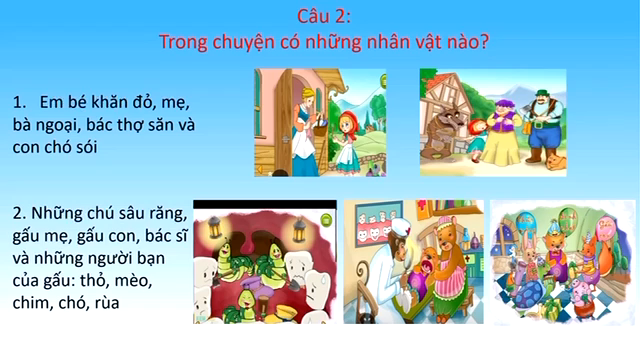 Câu 2:
Trong chuyện có những nhân vật nào?
1. Em bé khăn đỏ, mẹ,
bà ngoại, bác thợ săn và
con chó sói
2. Những chú sâu răng,
gấu mẹ, gấu con, bác sĩ
và những người bạn
của gấu: thỏ, mèo,
chim, chó, rùa